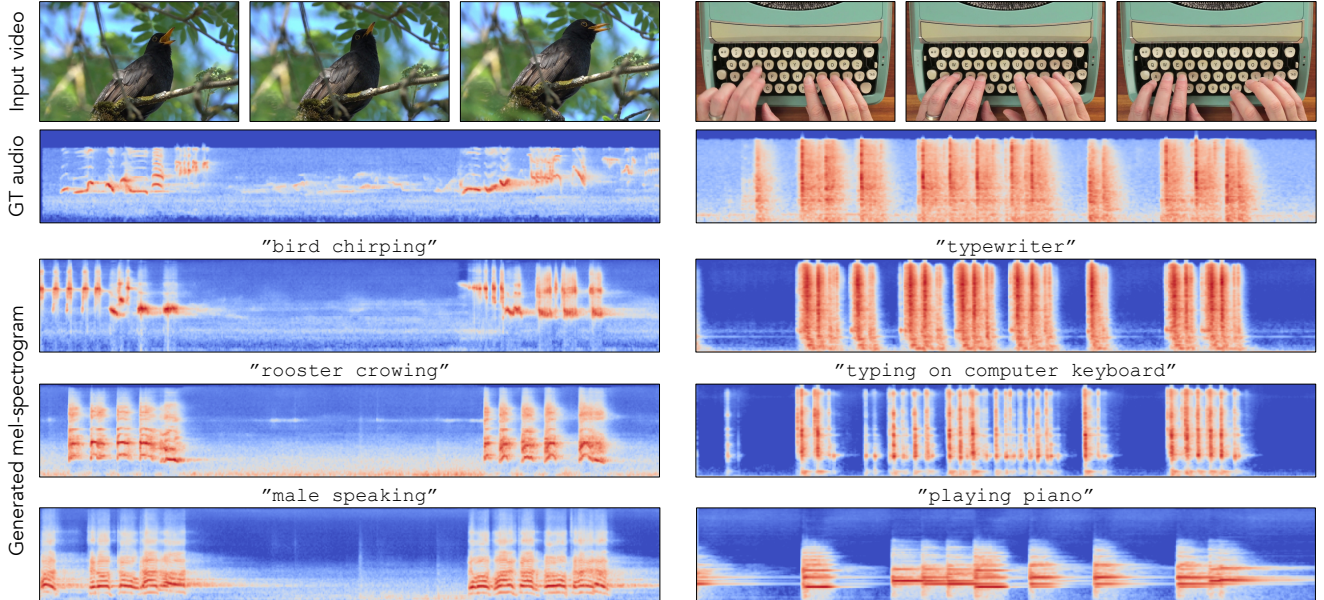 Input video
GT audio
Generated mel-spectrogram
”bird chirping”
”rooster crowing”
”male speaking”
”typewriter”
”typing on computer keyboard”
”playing piano”